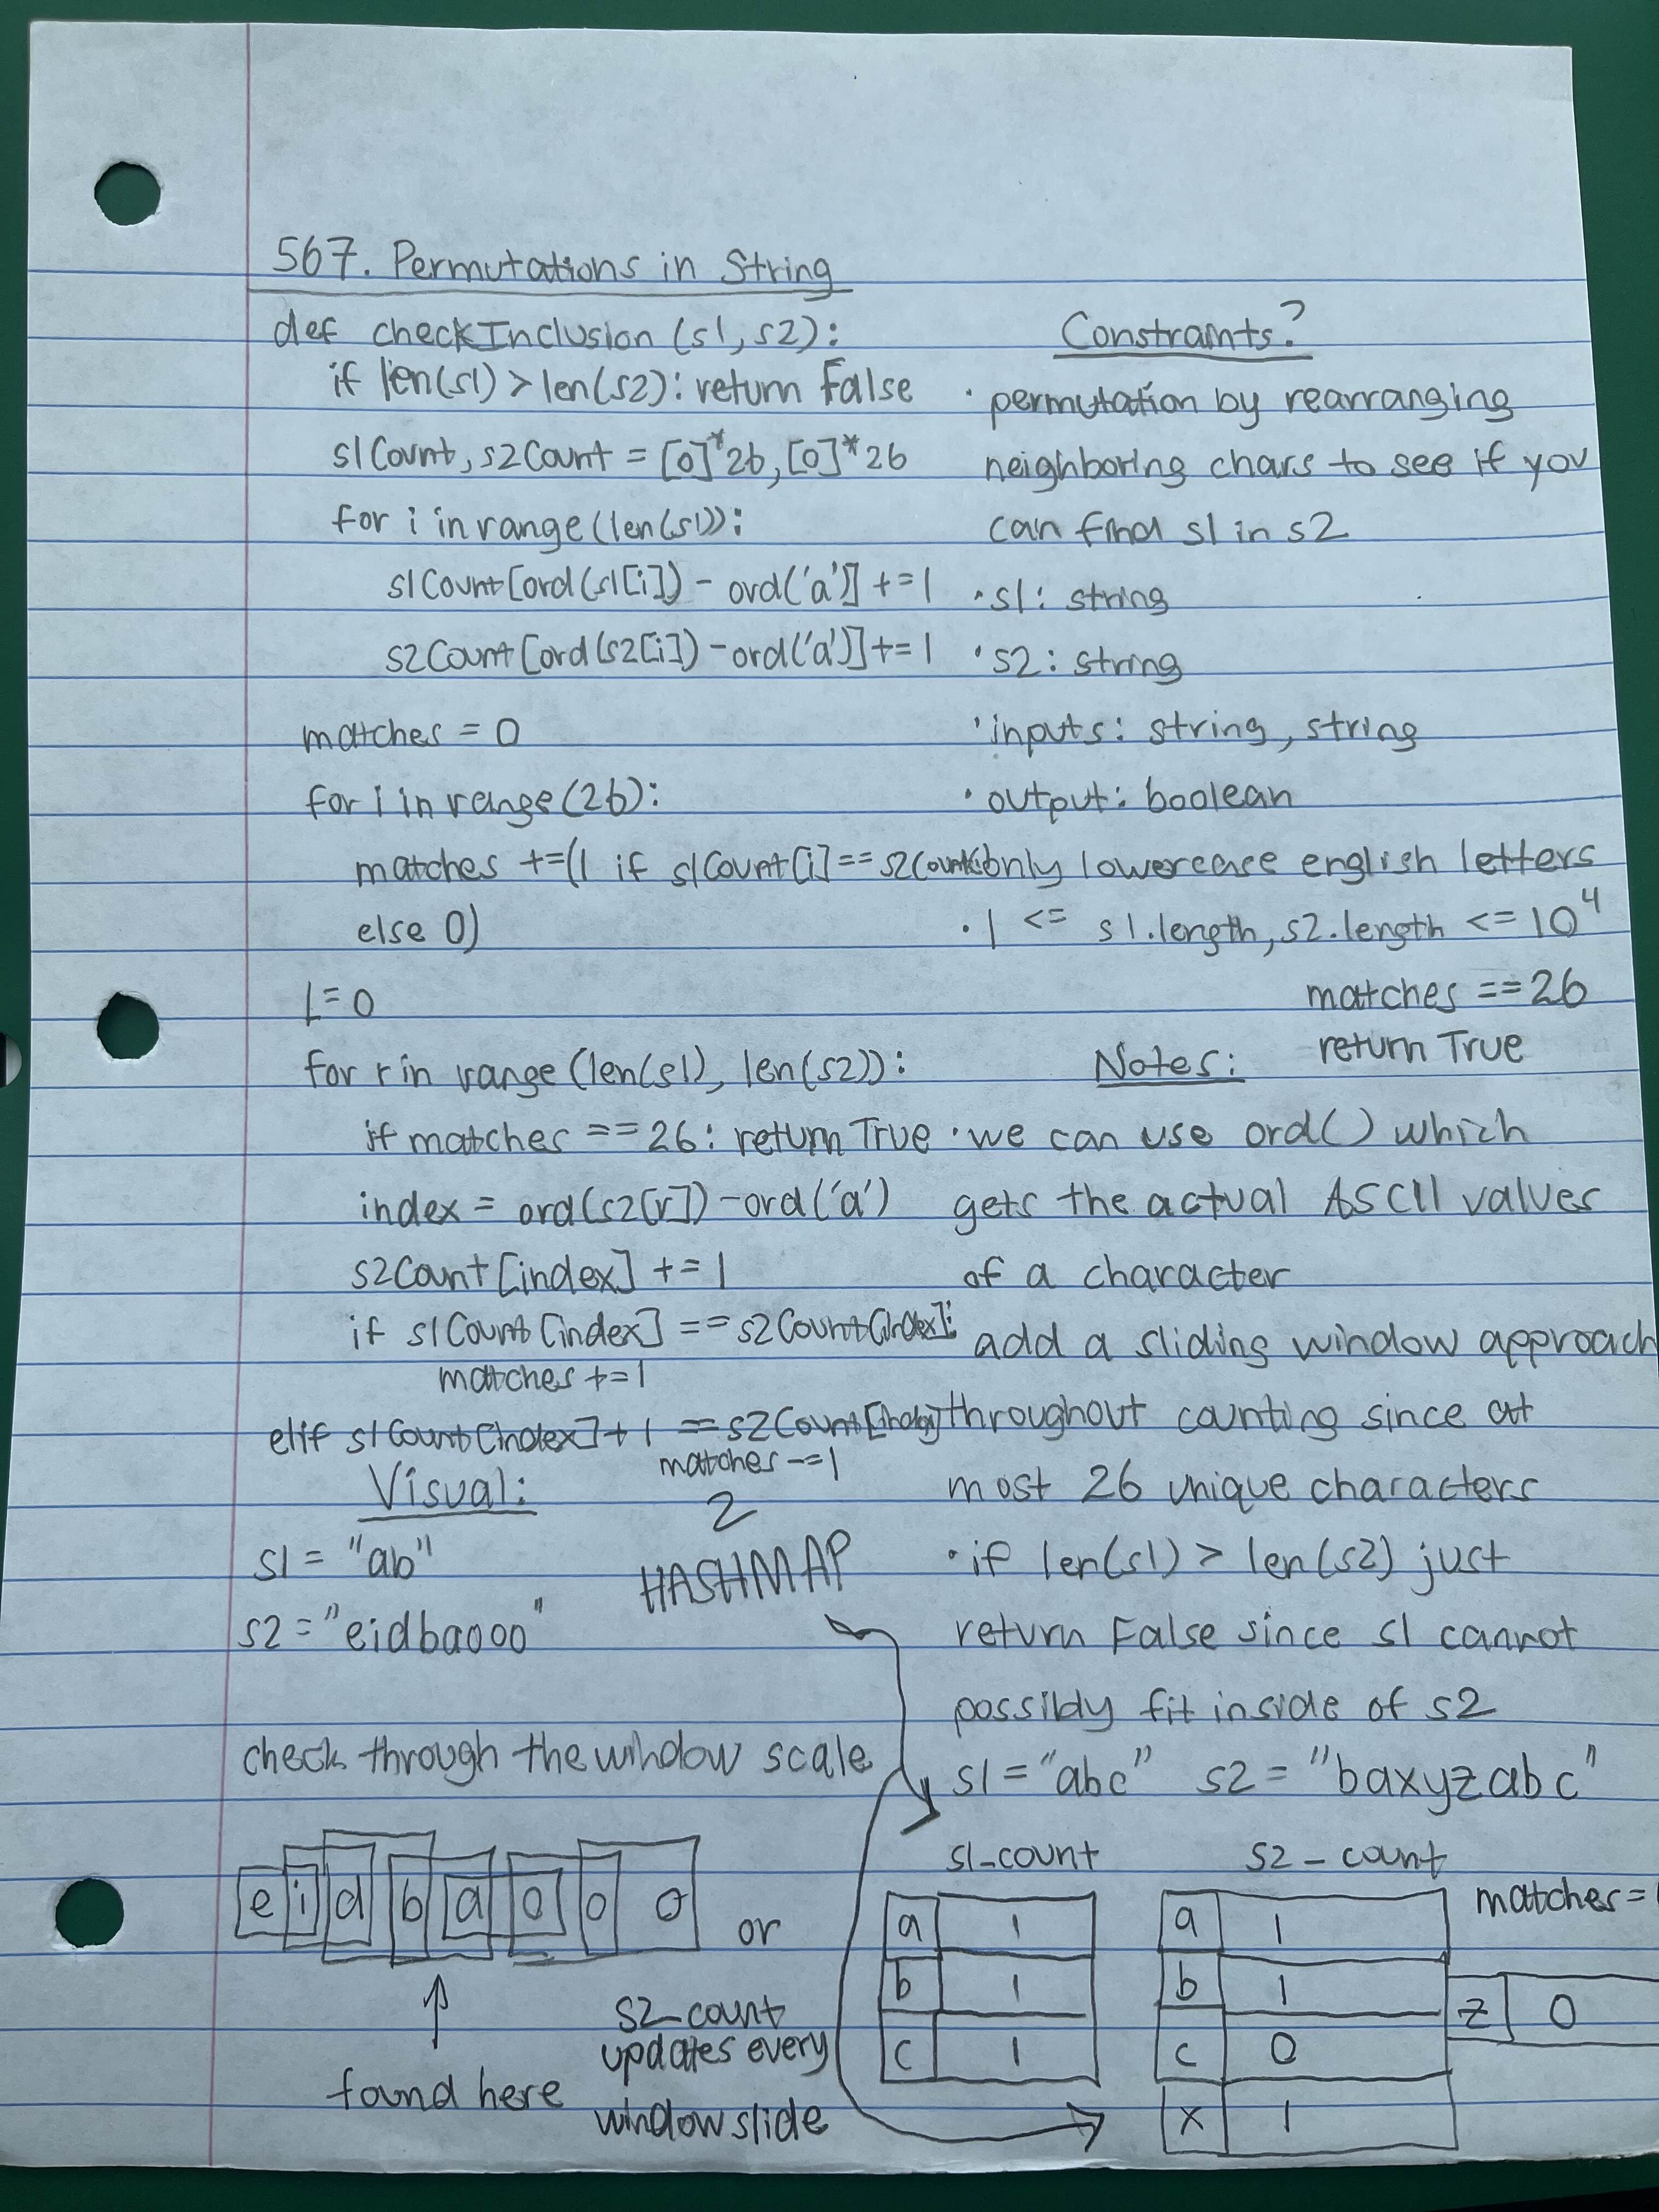 567. Permutations in String
def checkInclusion (s1, s2):
if len(s1) > len(s2): return False
s1Count, s2Count = [0]*26, [0]*26
for i in range(len(s1)):
s1Count[ord(s1[i]) - ord('a')] += 1
s2Count[ord(s2[i]) - ord('a')] += 1
matches = 0
for i in range(26):
matches += (1 if s1Count[i] == s2Count[i]
else 0)
L = 0
for r in range (len(s1), len(s2)):
if matches == 26: return True
index = ord(s2[r]) - ord('a')
s2Count[index] += 1
if s1Count[index] == s2Count[index]:
matches += 1
elif s1Count[index] + 1 == s2Count[index]
matches -= 1
Constraints?
· permutation by rearranging
neighboring chars to see if you
can find s1 in s2
· s1: string
· s2: string
· inputs: string, string
· output: boolean
only lowercase english letters
· 1 <= s1.length, s2.length <= 10⁴
matches == 26
return True
Notes:
· we can use ord() which
gets the actual ASCII values
of a character
add a sliding window approach
throughout counting since at
most 26 unique characters
· if len(s1) > len(s2) just
return False since s1 cannot
possibly fit inside of s2
Visual:
s1 = "ab"
s2 = "eidbaooo"
2
HASHMAP
check through the window scale
e i d b a o o o
or
found here
s2_count
updates every
window slide
s1 = "abc" s2 = "baxyzabc"
s1_count
a 1
b 1
c 1
s2_count
a 1
b 1
c 0
x 1
z 0
matches =